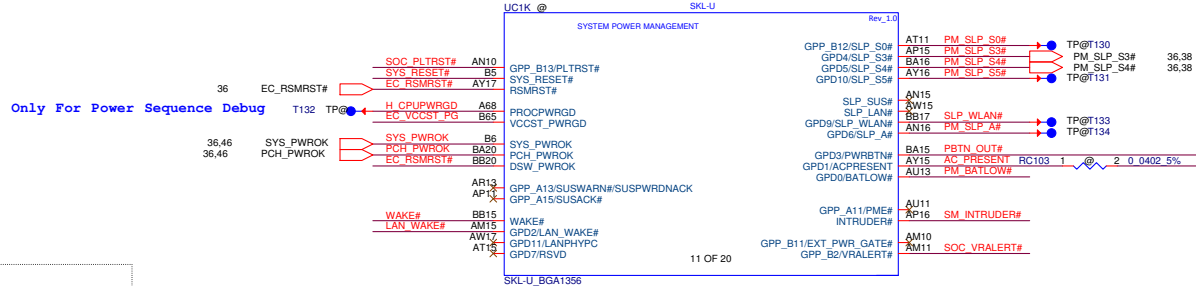 UC1K @ SKL-U
Rev_1.0
SYSTEM POWER MANAGEMENT
SOC_PLTRST# AN10 GPP_B13/PLTRST#
SYS_RESET# B5 SYS_RESET#
36 EC_RSMRST# EC_RSMRST# AY17 RSMRST#
Only For Power Sequence Debug T132 TP@ H_CPUPWRGD A68 PROCPWRGD
EC_VCCST_PG B65 VCCST_PWRGD
36,46 SYS_PWROK SYS_PWROK B6 SYS_PWROK
36,46 PCH_PWROK PCH_PWROK BA20 PCH_PWROK
EC_RSMRST# BB20 DSW_PWROK
AR13 GPP_A13/SUSWARN#/SUSPWRDNACK
AP11 GPP_A15/SUSACK#
WAKE# BB15 WAKE#
LAN_WAKE# AM15 GPD2/LAN_WAKE#
AW17 GPD11/LANPHYPC
AT15 GPD7/RSVD
GPP_B12/SLP_S0# AT11 PM_SLP_S0# TP@T130
GPD4/SLP_S3# AP15 PM_SLP_S3# PM_SLP_S3# 36,38
GPD5/SLP_S4# BA16 PM_SLP_S4# PM_SLP_S4# 36,38
GPD10/SLP_S5# AY16 PM_SLP_S5# TP@T131
SLP_SUS# AN15
SLP_LAN# AW15
GPD9/SLP_WLAN# BB17 SLP_WLAN# TP@T133
GPD6/SLP_A# AN16 PM_SLP_A# TP@T134
GPD3/PWRBTN# BA15 PBTN_OUT#
GPD1/ACPRESENT AY15 AC_PRESENT RC103 1 @ 2 0_0402_5%
GPD0/BATLOW# AU13 PM_BATLOW#
GPP_A11/PME# AU11
INTRUDER# AP16 SM_INTRUDER#
GPP_B11/EXT_PWR_GATE# AM10
GPP_B2/VRALERT# AM11 SOC_VRALERT#
11 OF 20
SKL-U_BGA1356